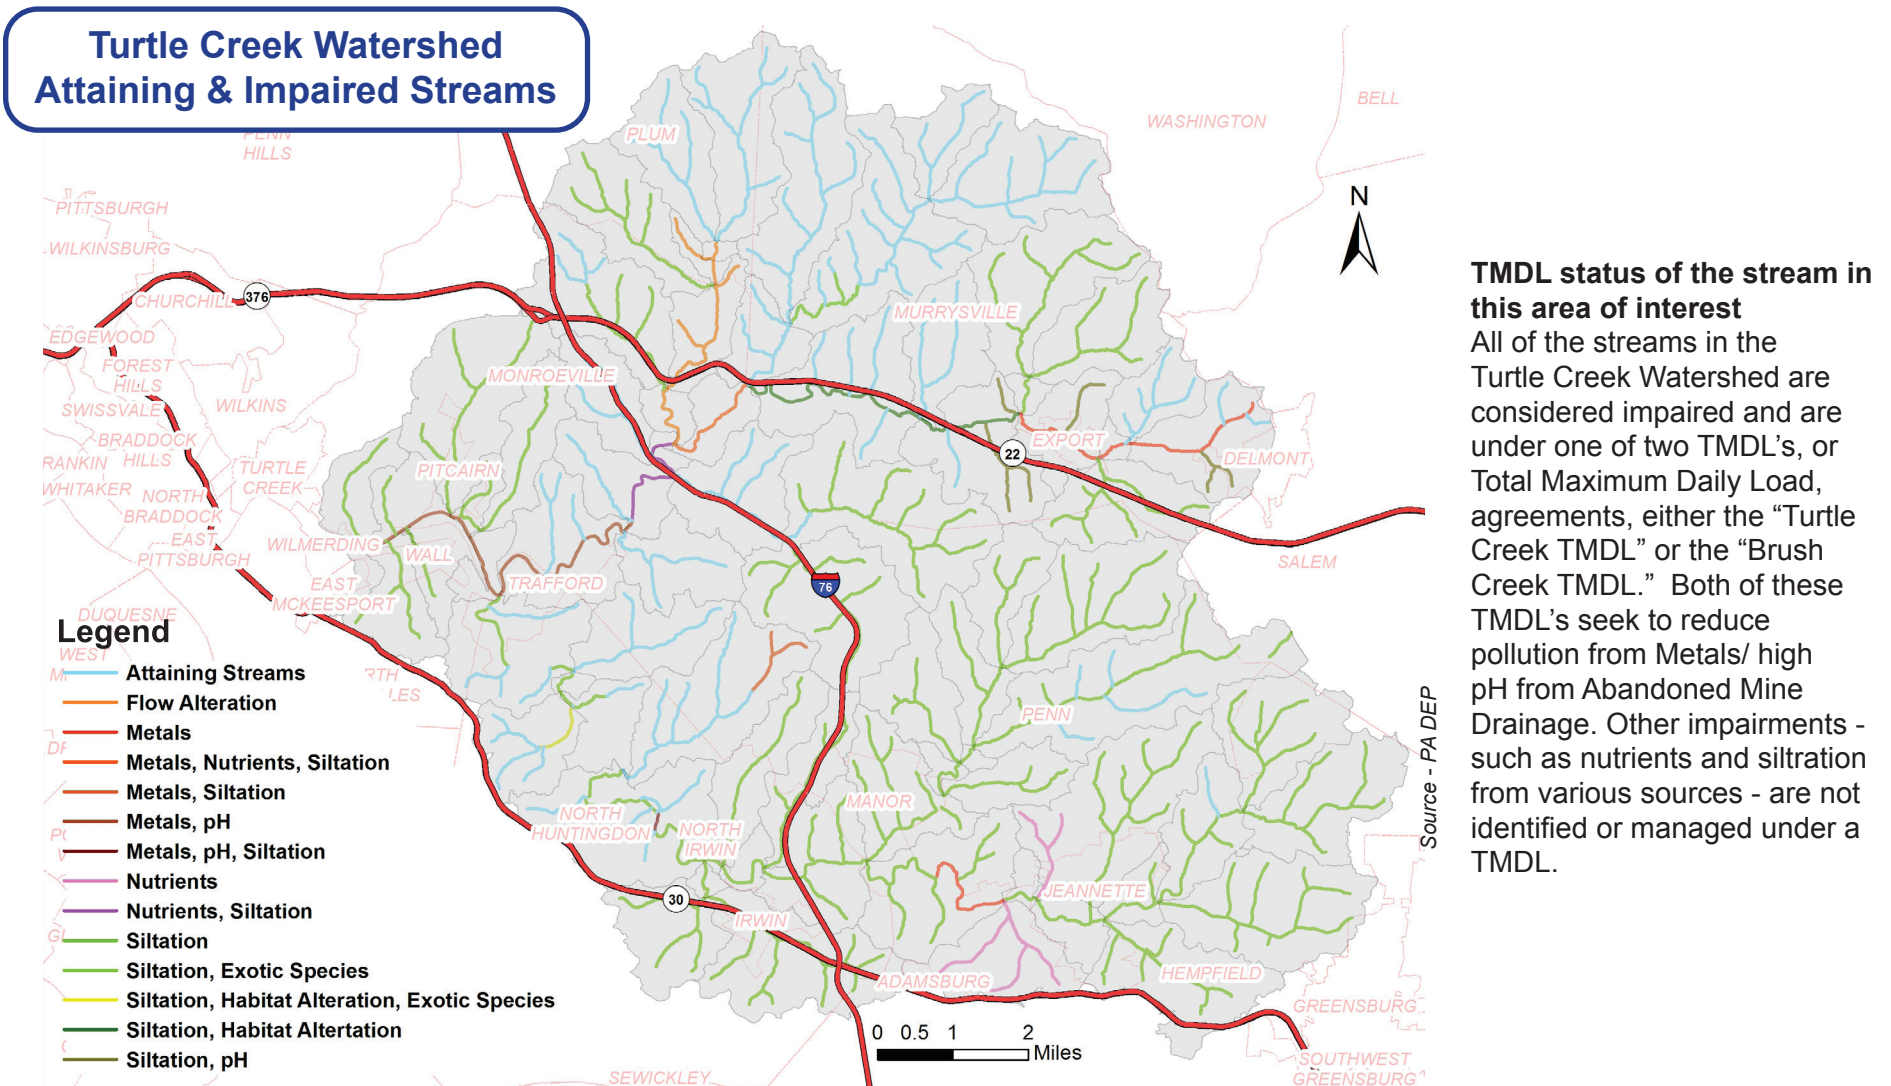 Turtle Creek Watershed
Attaining & Impaired Streams
PENN
HILLS
PLUM
WASHINGTON
BELL
N
PITTSBURGH
WILKINSBURG
CHURCHILL
376
EDGEWOOD
FOREST
HILLS
SWISSVALE
WILKINS
BRADDOCK
HILLS
RANKIN
WHITAKER
NORTH
BRADDOCK
TURTLE
CREEK
EAST
PITTSBURGH
MONROEVILLE
MURRYSVILLE
PITCAIRN
EXPORT
22
DELMONT
SALEM
WILMERDING
WALL
EAST
MCKEESPORT
TRAFFORD
76
DUQUESNE
WEST
RTH
LES
PENN
MANOR
NORTH
HUNTINGDON
NORTH
IRWIN
30
IRWIN
JEANNETTE
ADAMSBURG
HEMPFIELD
GREENSBURG
SOUTHWEST
GREENSBURG
SEWICKLEY
Legend
Attaining Streams
Flow Alteration
Metals
Metals, Nutrients, Siltation
Metals, Siltation
Metals, pH
Metals, pH, Siltation
Nutrients
Nutrients, Siltation
Siltation
Siltation, Exotic Species
Siltation, Habitat Alteration, Exotic Species
Siltation, Habitat Altertation
Siltation, pH
0 0.5 1 2
Miles
Source - PA DEP
TMDL status of the stream in
this area of interest
All of the streams in the
Turtle Creek Watershed are
considered impaired and are
under one of two TMDL's, or
Total Maximum Daily Load,
agreements, either the “Turtle
Creek TMDL” or the “Brush
Creek TMDL.”  Both of these
TMDL's seek to reduce
pollution from Metals/ high
pH from Abandoned Mine
Drainage. Other impairments -
such as nutrients and siltration
from various sources - are not
identified or managed under a
TMDL.